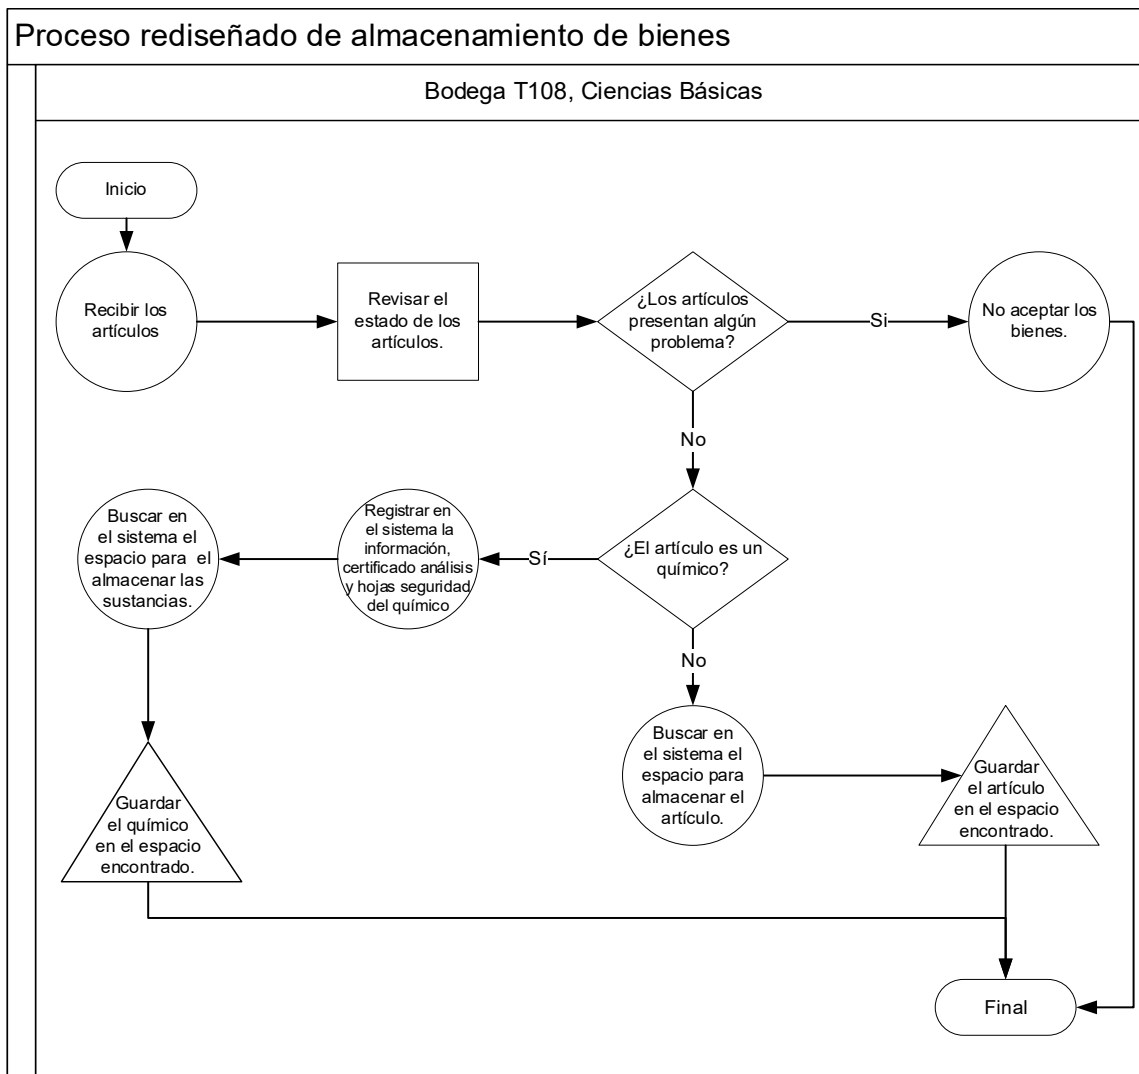 Proceso rediseñado de almacenamiento de bienes
Bodega T108, Ciencias Básicas
Inicio
Recibir los
artículos
Revisar el
estado de los
artículos.
¿Los artículos
presentan algún
problema?
Si
No aceptar los
bienes.
No
¿El artículo es un
químico?
Sí
Registrar en
el sistema la
información,
certificado análisis
y hojas seguridad
del químico
Buscar en
el sistema el
espacio para  el
almacenar las
sustancias.
No
Buscar en
el sistema el
espacio para
almacenar el
artículo.
Guardar
el artículo
en el espacio
encontrado.
Guardar
el químico
en el espacio
encontrado.
Final